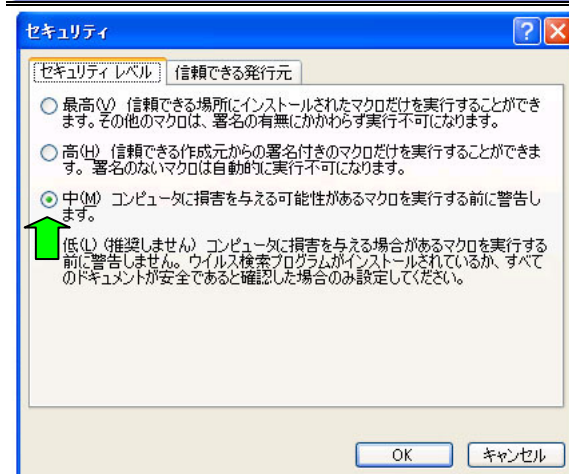 セキュリティ
セキュリティ レベル 信頼できる発行元
最高(V) 信頼できる場所にインストールされたマクロだけを実行することができ
ます。その他のマクロは、署名の有無にかかわらず実行不可になります。
高(H) 信頼できる作成元からの署名付きのマクロだけを実行することができま
す。 署名のないマクロは自動的に実行不可になります。
中(M) コンピュータに損害を与える可能性があるマクロを実行する前に警告し
ます。
低(L) (推奨しません) コンピュータに損害を与える場合があるマクロを実行する
前に警告しません。ウイルス検索プログラムがインストールされているか、すべて
のドキュメントが安全であると確認した場合のみ設定してください。
OK キャンセル